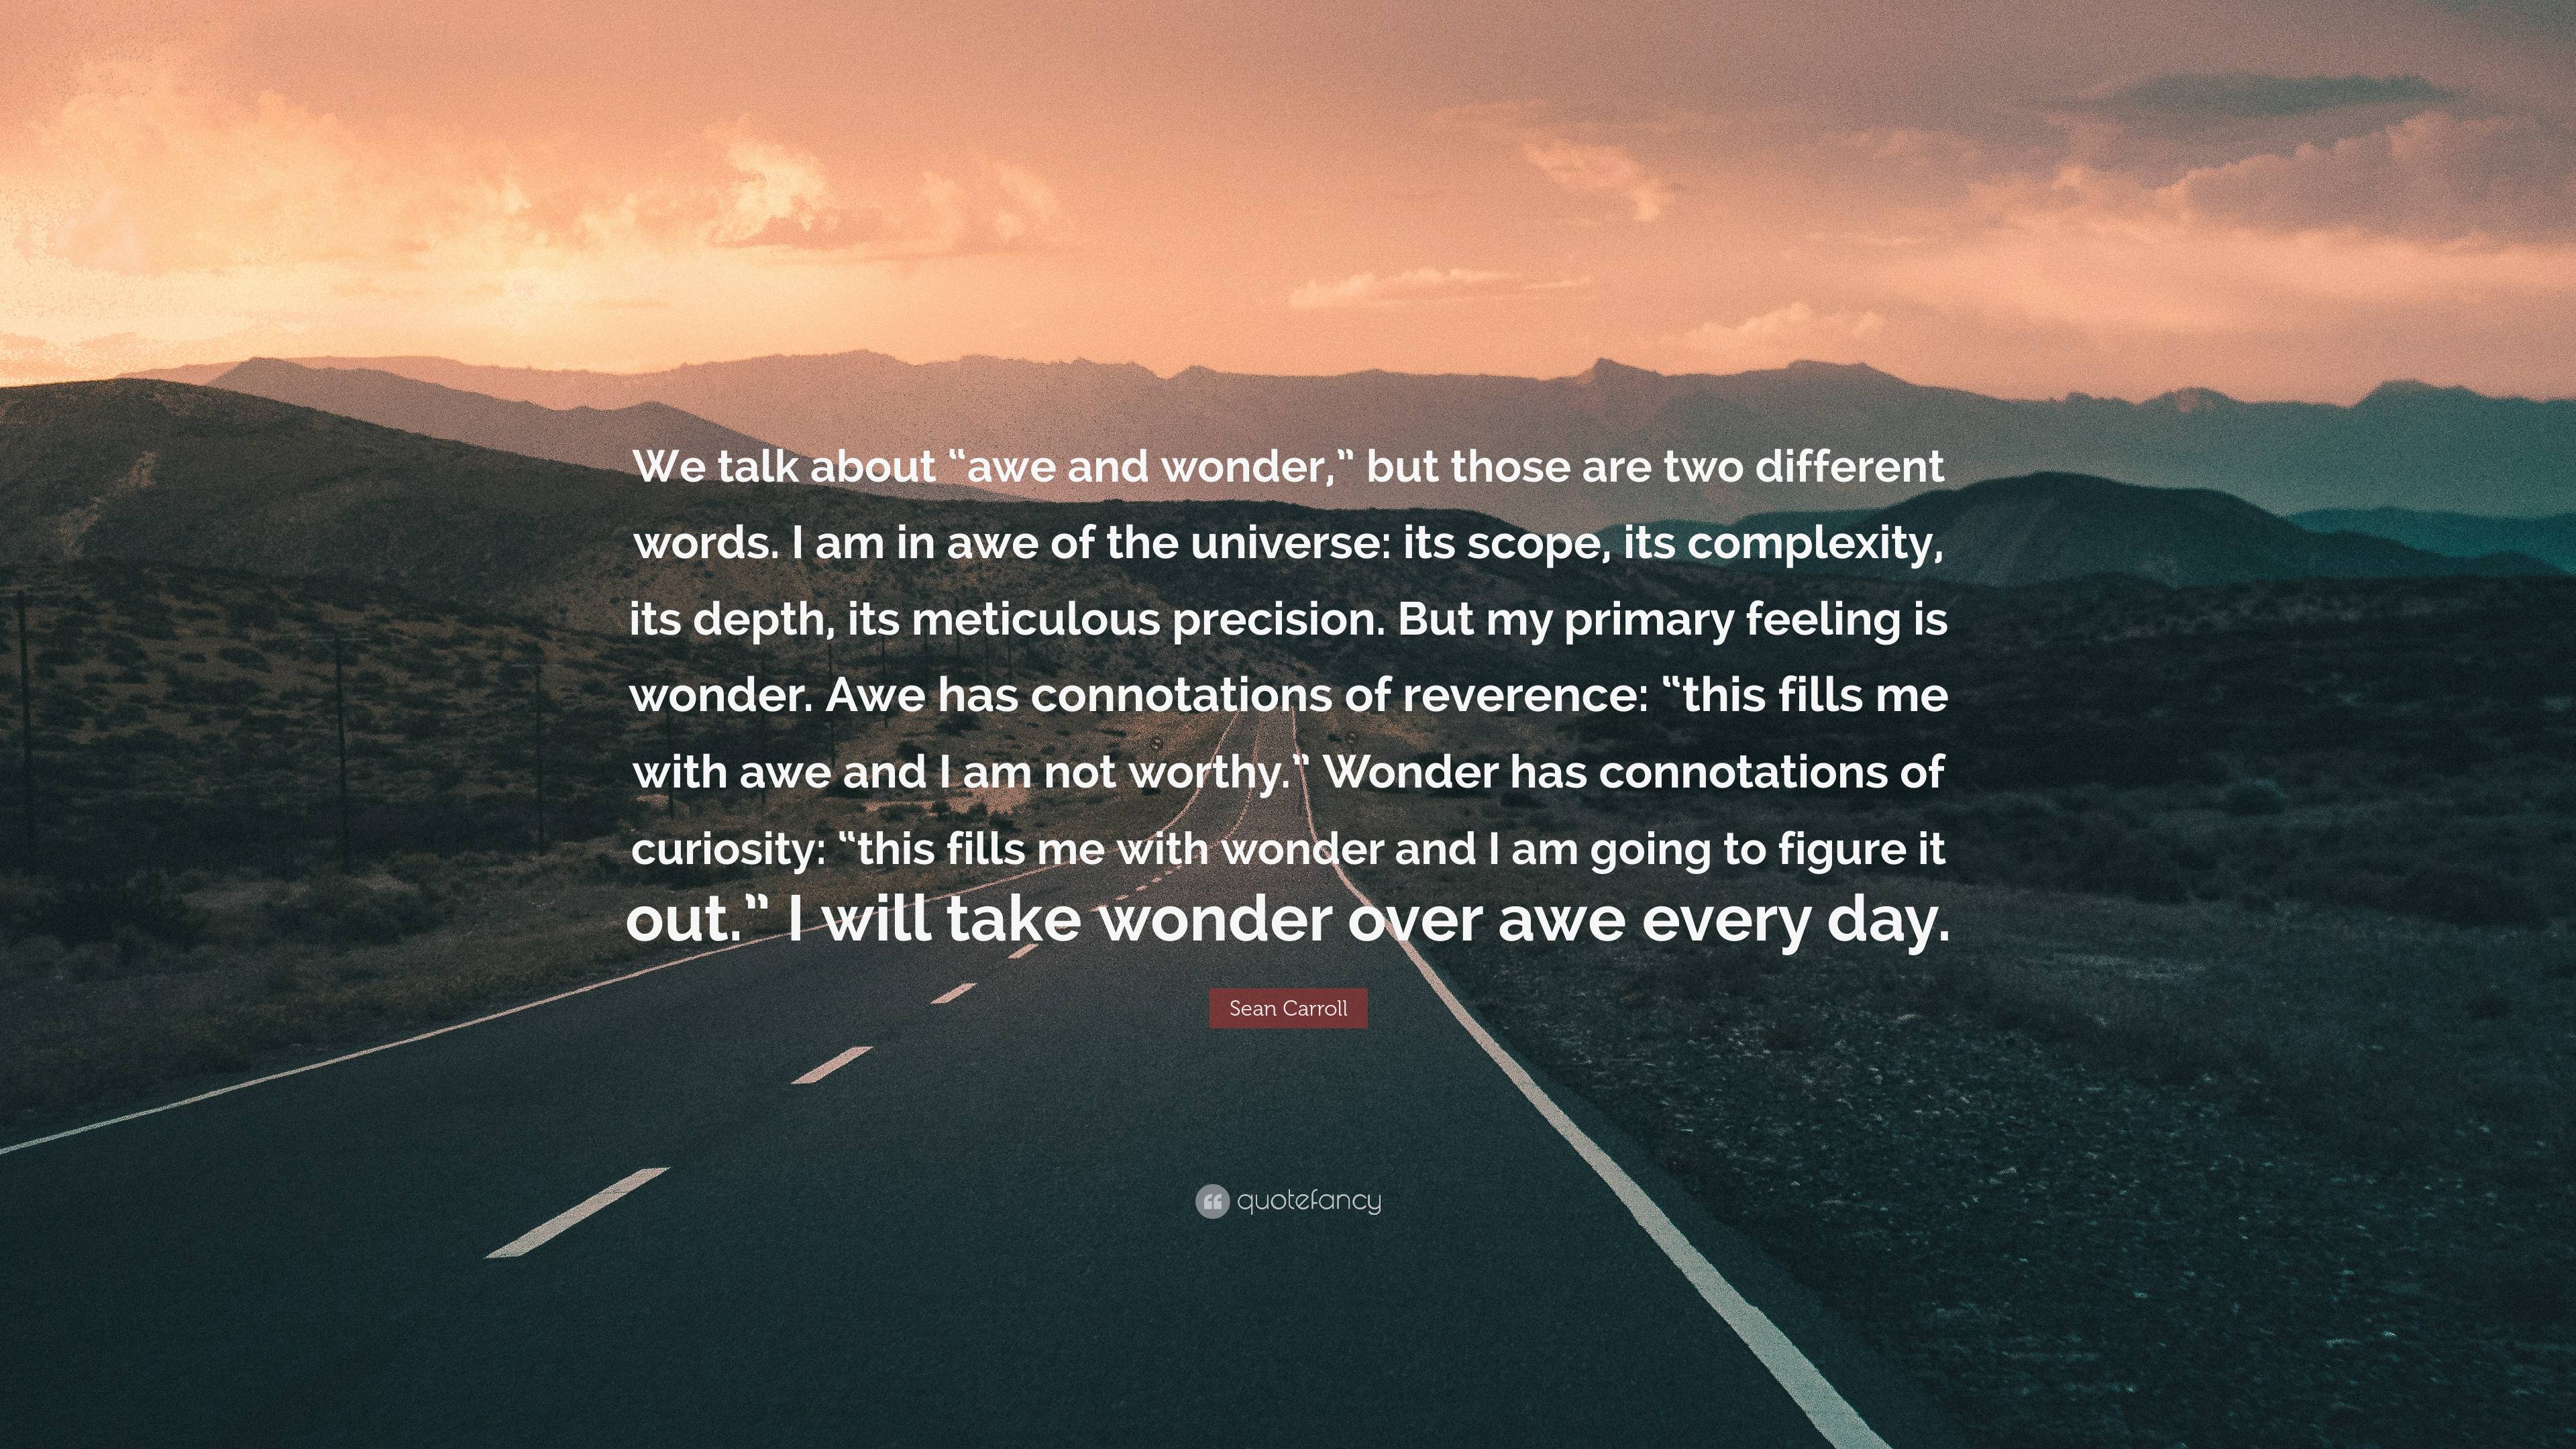 We talk about “awe and wonder,” but those are two different
words. I am in awe of the universe: its scope, its complexity,
its depth, its meticulous precision. But my primary feeling is
wonder. Awe has connotations of reverence: “this fills me
with awe and I am not worthy.” Wonder has connotations of
curiosity: “this fills me with wonder and I am going to figure it
out.” I will take wonder over awe every day.
Sean Carroll
quotefancy